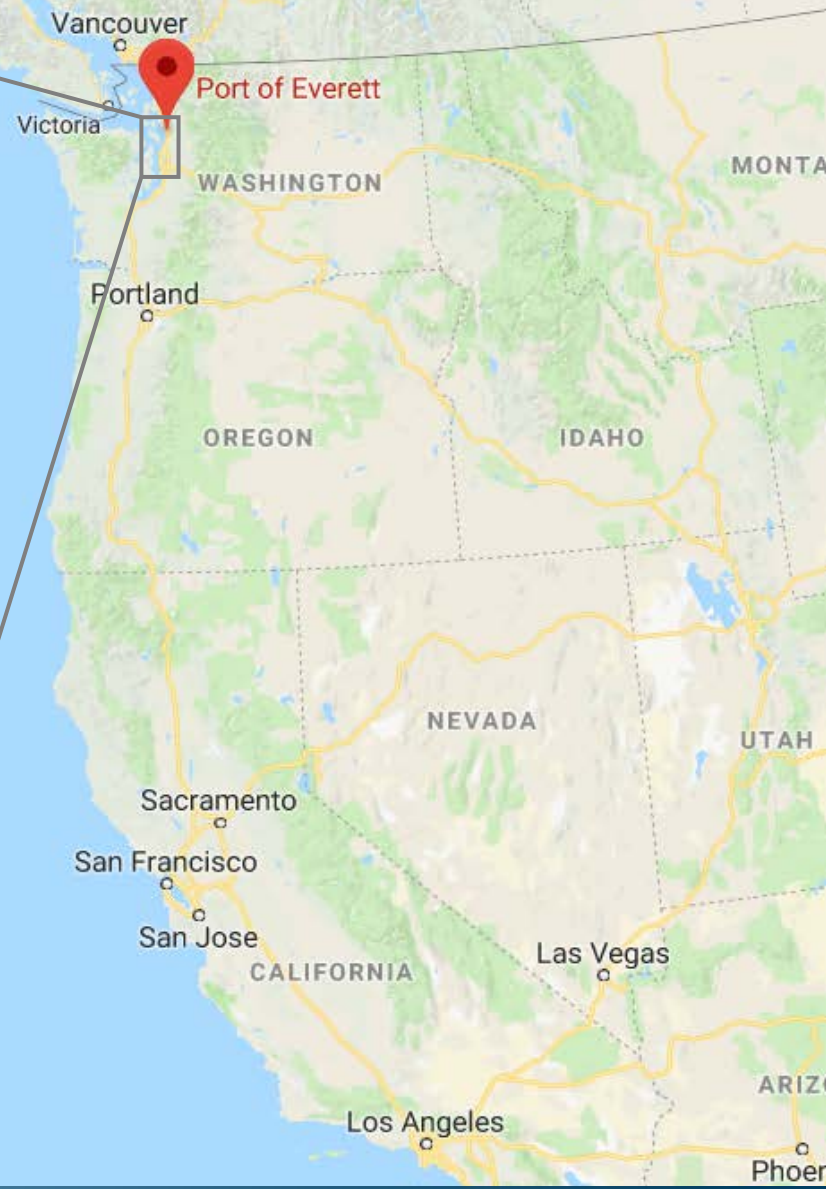 Vancouver
Port of Everett
Victoria
MONTA
WASHINGTON
Portland
OREGON
IDAHO
NEVADA
UTAH
Sacramento
San Francisco
San Jose
Las Vegas
CALIFORNIA
ARIZ
Los Angeles
Phoen